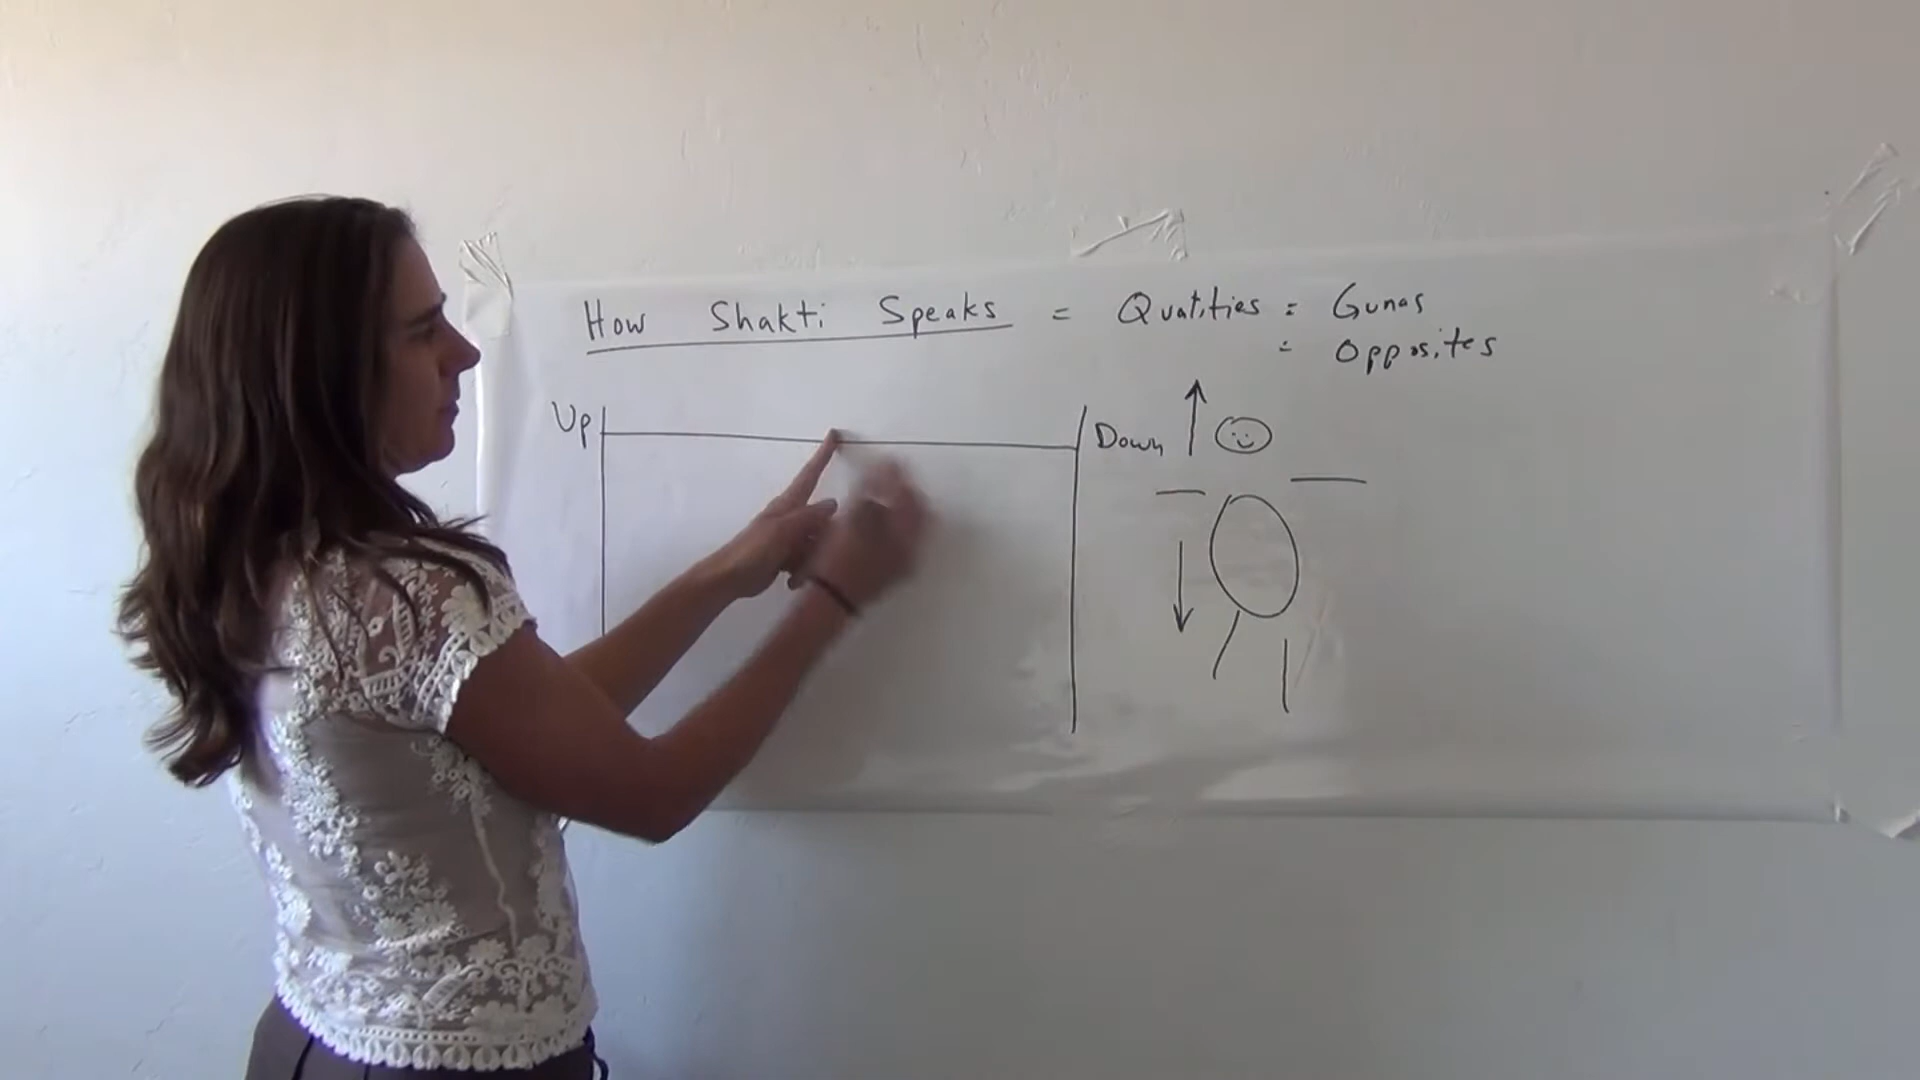 How Shakti Speaks = Qualities = Gunas
= Opposites
Up Down